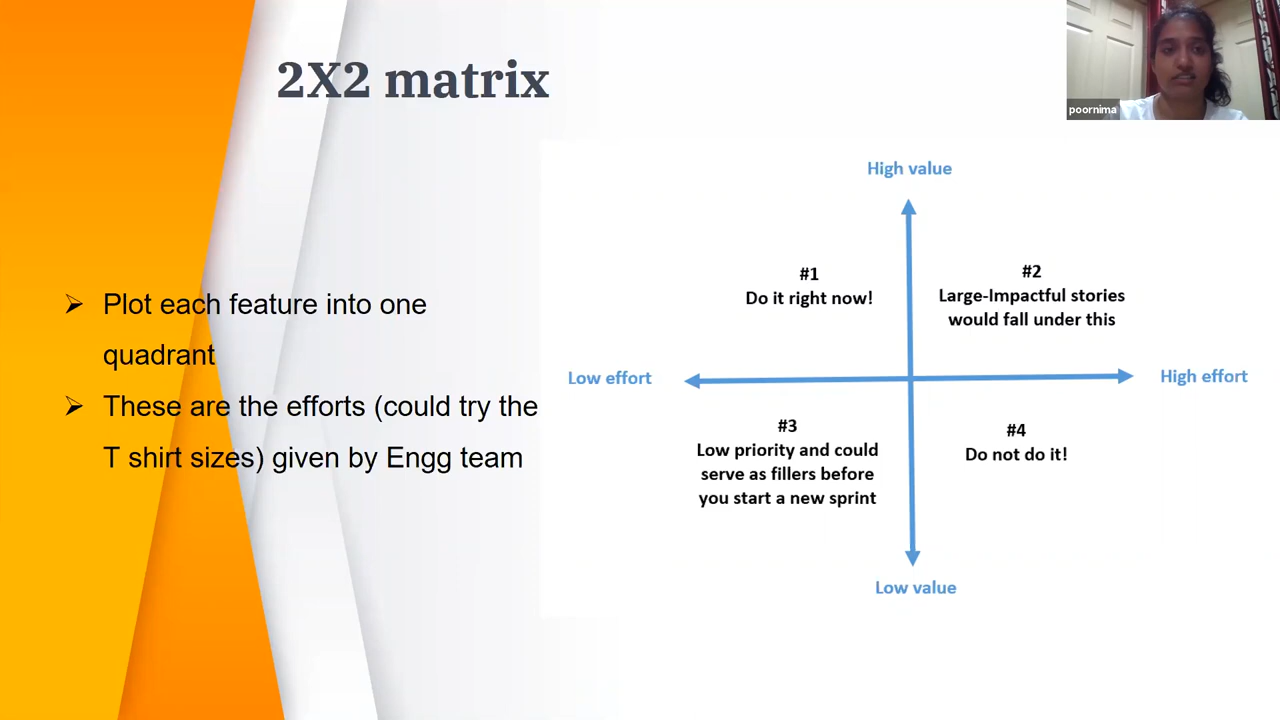 2X2 matrix
poornima
Plot each feature into one
quadrant
These are the efforts (could try the
T shirt sizes) given by Engg team
High value
#1
Do it right now!
#2
Large-Impactful stories
would fall under this
Low effort
High effort
#3
Low priority and could
serve as fillers before
you start a new sprint
#4
Do not do it!
Low value